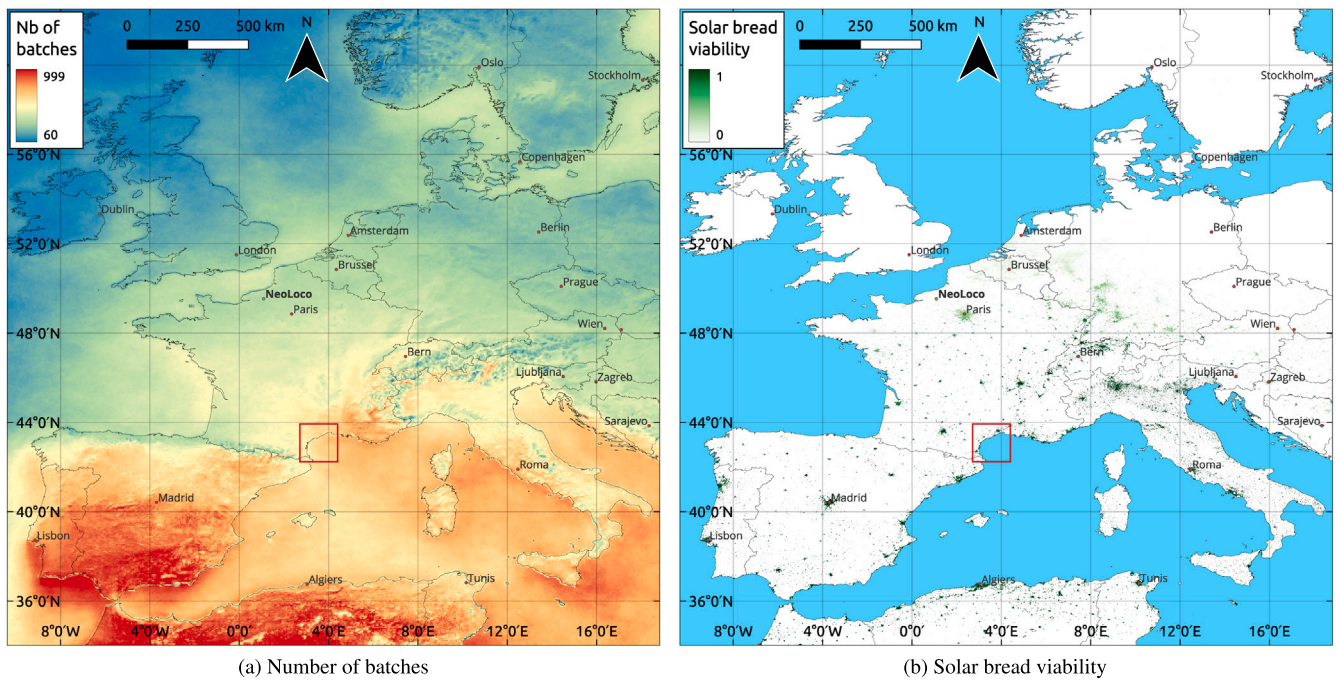 Nb of
batches
999
60
0
250
500 km
N
Oslo
Stockholm
56°0'N
Copenhagen
Dublin
52°0'N
Amsterdam
Berlin
London
Brussel
NeoLoco
Prague
Paris
48°0'N
Wien
Bern
Ljubljana
Zagreb
44°0'N
Sarajevo
Roma
Madrid
40°0'N
Lisbon
Algiers
Tunis
36°0'N
8°0'W
4°0'W
0°0'
4°0'E
8°0'E
12°0'E
16°0'E
(a) Number of batches
Solar bread
viability
1
0
0
250
500 km
N
Oslo
Stockholm
56°0'N
Copenhagen
Dublin
52°0'N
Amsterdam
Berlin
London
Brussel
NeoLoco
Prague
Paris
48°0'N
Wien
Bern
Ljubljana
Zagreb
44°0'N
Sarajevo
Roma
Madrid
40°0'N
Lisbon
Algiers
Tunis
36°0'N
8°0'W
4°0'W
0°0'
4°0'E
8°0'E
12°0'E
16°0'E
(b) Solar bread viability